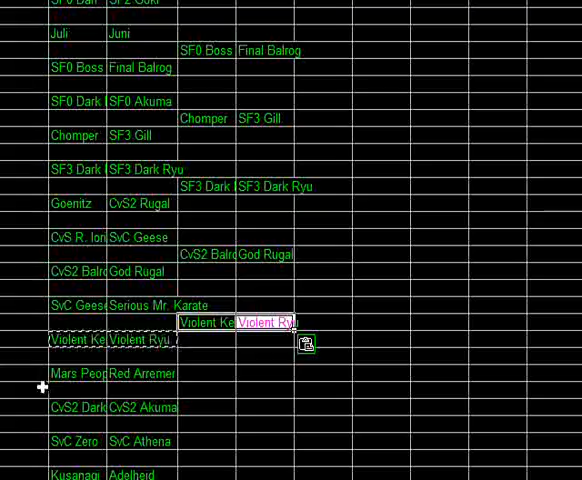 SF0 Dan SF2 Goki
Juli Juni
SF0 Boss Final Balrog
SF0 Boss Final Balrog
SF0 Dark SF0 Akuma
Chomper SF3 Gill
Chomper SF3 Gill
SF3 Dark SF3 Dark Ryu
SF3 Dark SF3 Dark Ryu
Goenitz CvS2 Rugal
CvS R. Iori SvC Geese
CvS2 Balro God Rugal
CvS2 Balro God Rugal
SvC Geese Serious Mr. Karate
Violent Ke Violent Ryu
Violent Ke Violent Ryu
Mars Peop Red Arremer
CvS2 Dark CvS2 Akuma
SvC Zero SvC Athena
Kusanagi Adelheid